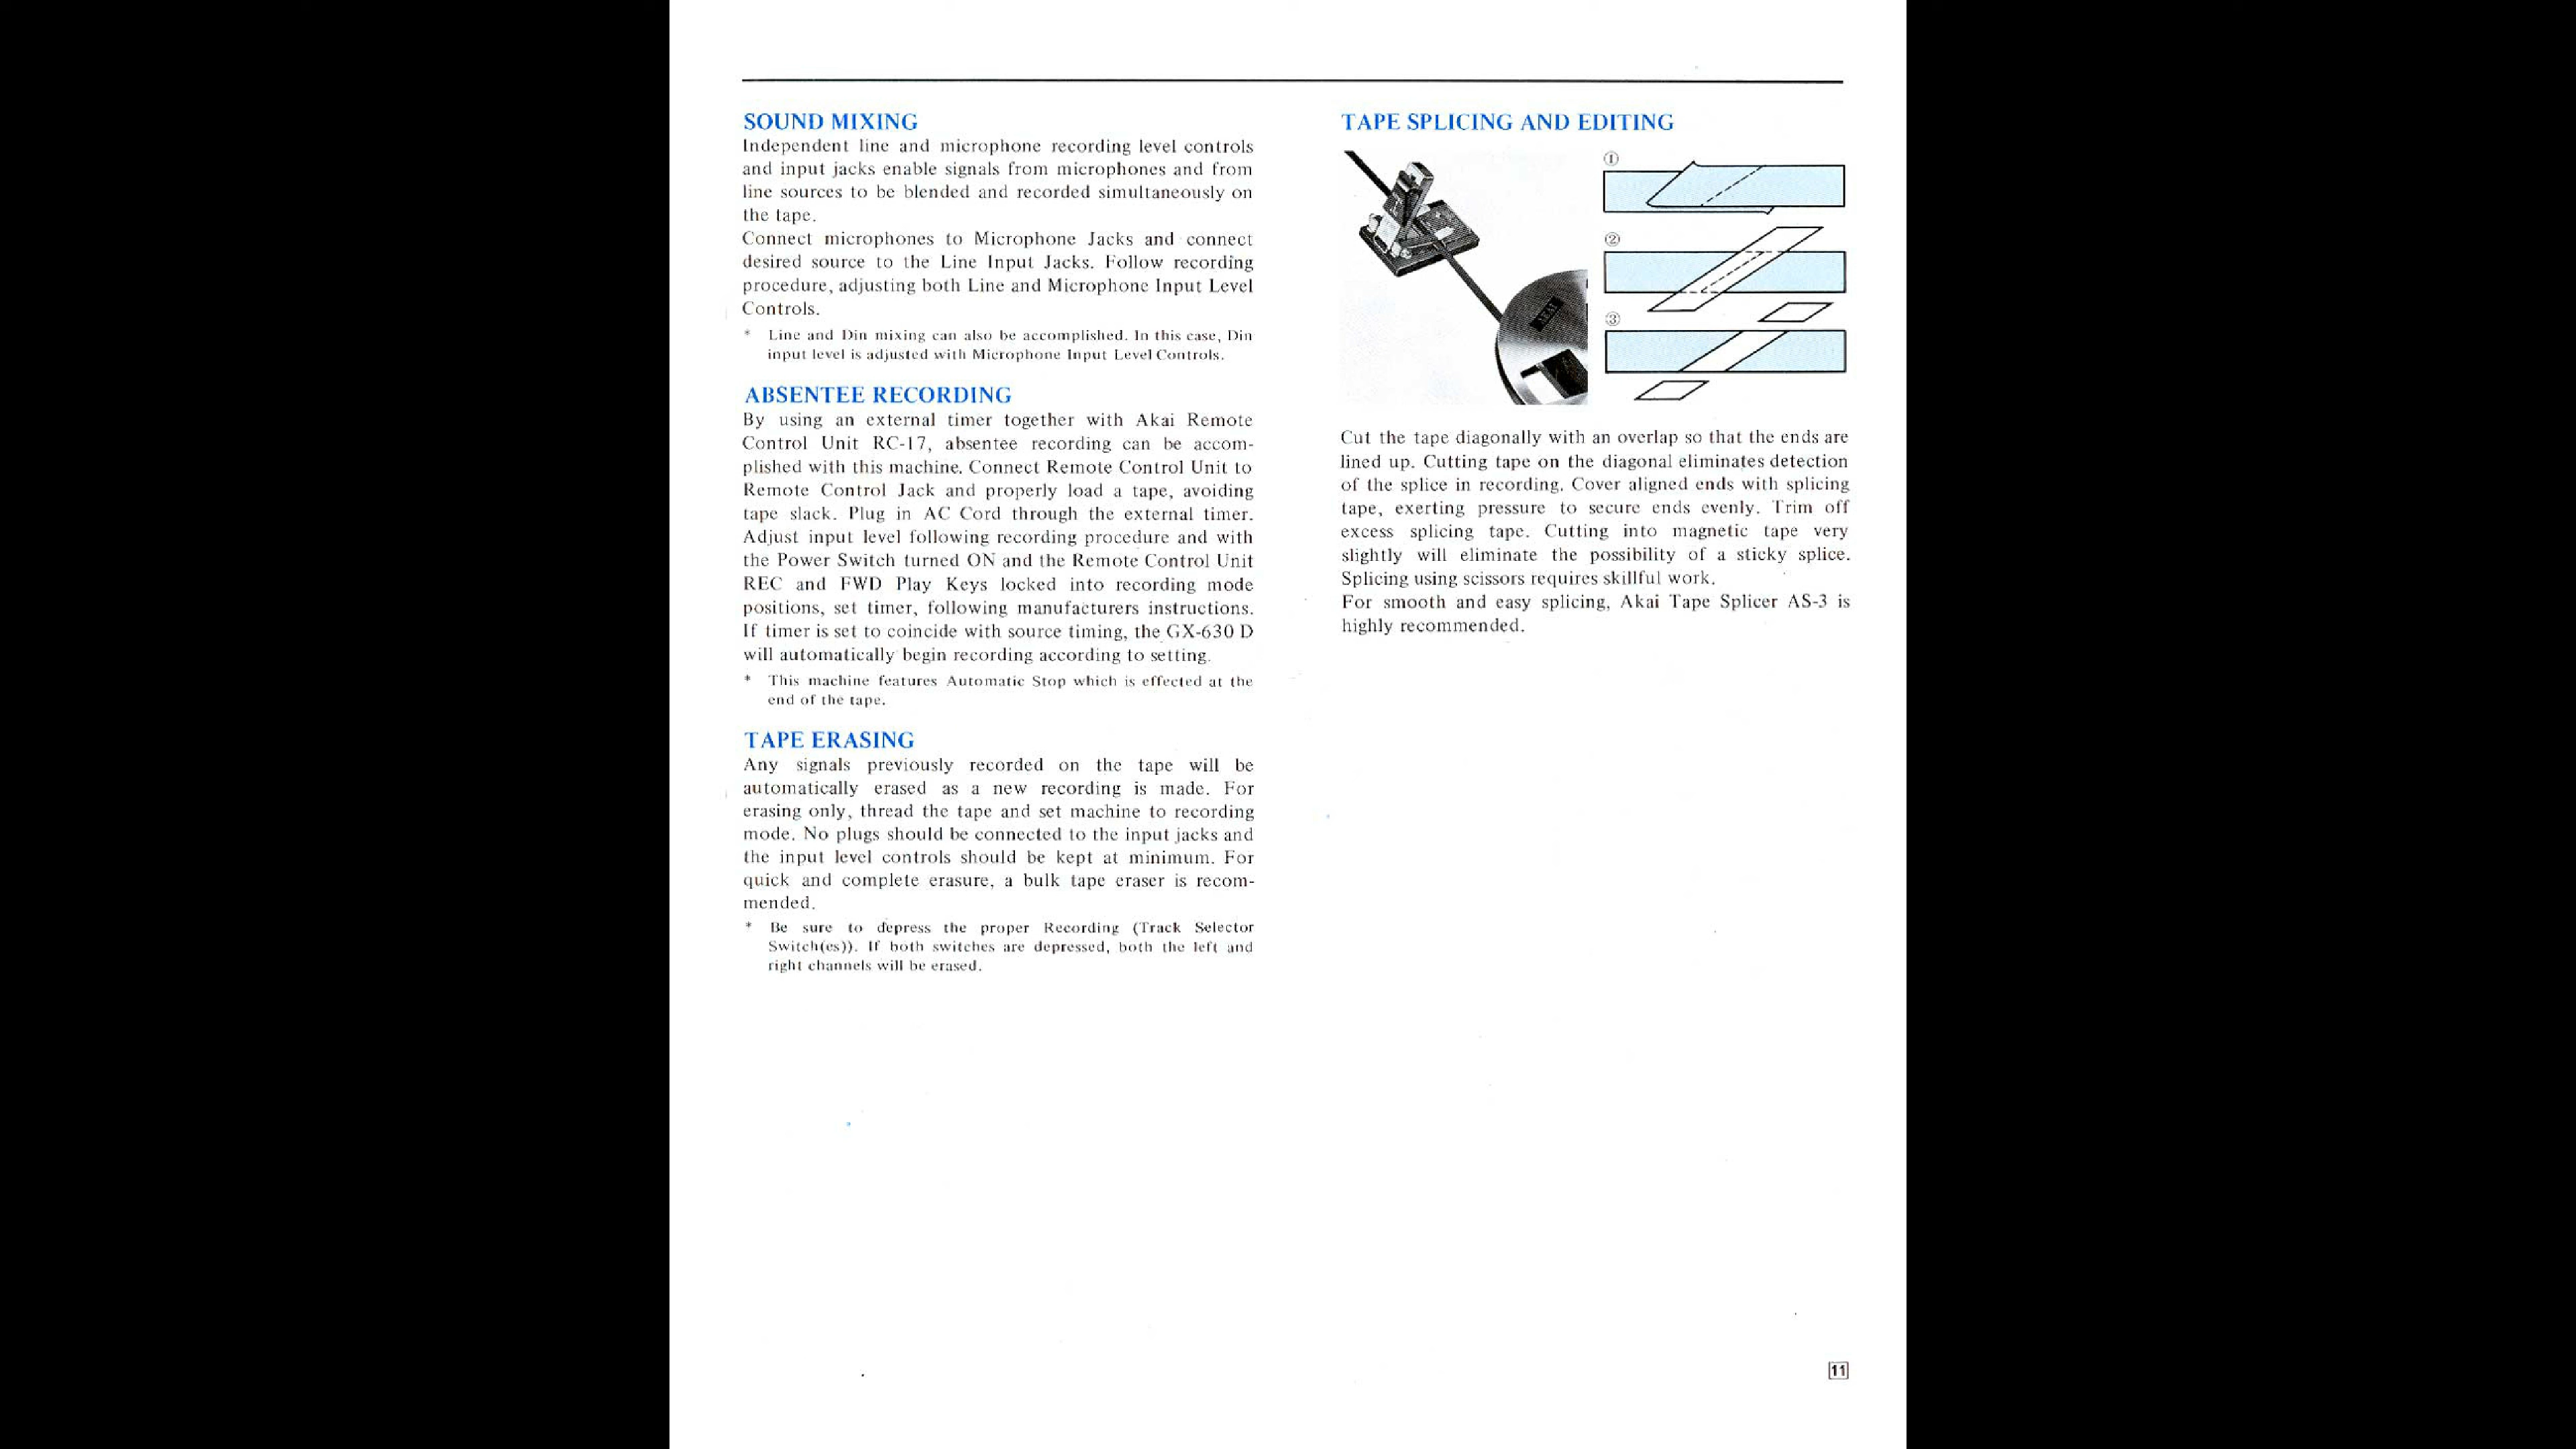 SOUND MIXING
Independent line and microphone recording level controls
and input jacks enable signals from microphones and from
line sources to be blended and recorded simultaneously on
the tape.
Connect microphones to Microphone Jacks and connect
desired source to the Line Input Jacks. Follow recording
procedure, adjusting both Line and Microphone Input Level
Controls.
* Line and Din mixing can also be accomplished. In this case, Din
input level is adjusted with Microphone Input Level Controls.
ABSENTEE RECORDING
By using an external timer together with Akai Remote
Control Unit RC-17, absentee recording can be accom-
plished with this machine. Connect Remote Control Unit to
Remote Control Jack and properly load a tape, avoiding
tape slack. Plug in AC Cord through the external timer.
Adjust input level following recording procedure and with
the Power Switch turned ON and the Remote Control Unit
REC and FWD Play Keys locked into recording mode
positions, set timer, following manufacturers instructions.
If timer is set to coincide with source timing, the GX-630 D
will automatically begin recording according to setting.
* This machine features Automatic Stop which is effected at the
end of the tape.
TAPE ERASING
Any signals previously recorded on the tape will be
automatically erased as a new recording is made. For
erasing only, thread the tape and set machine to recording
mode. No plugs should be connected to the input jacks and
the input level controls should be kept at minimum. For
quick and complete erasure, a bulk tape eraser is recom-
mended.
* Be sure to depress the proper Recording (Track Selector
Switch(es)). If both switches are depressed, both the left and
right channels will be erased.
TAPE SPLICING AND EDITING
①
②
③
AKAI
Cut the tape diagonally with an overlap so that the ends are
lined up. Cutting tape on the diagonal eliminates detection
of the splice in recording. Cover aligned ends with splicing
tape, exerting pressure to secure ends evenly. Trim off
excess splicing tape. Cutting into magnetic tape very
slightly will eliminate the possibility of a sticky splice.
Splicing using scissors requires skillful work.
For smooth and easy splicing, Akai Tape Splicer AS-3 is
highly recommended.
11